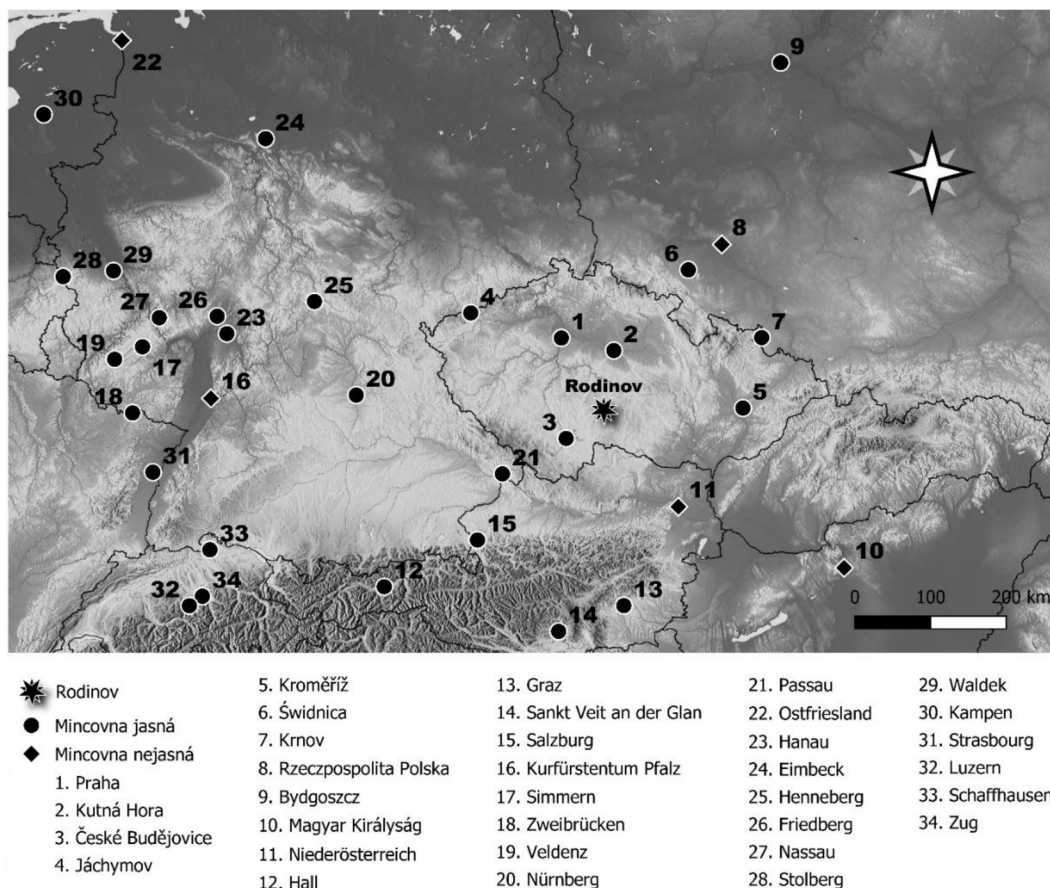 22
9
30
24
8
6
28
29
27
26
25
4
1
2
7
23
19
17
16
20
Rodinov
5
18
3
21
31
11
33
15
10
12
13
32
34
14
0
100
200 km
Rodinov
Mincovna jasná
Mincovna nejasná
1. Praha
2. Kutná Hora
3. České Budějovice
4. Jáchymov
5. Kroměříž
6. Świdnica
7. Krnov
8. Rzeczpospolita Polska
9. Bydgoszcz
10. Magyar Királyság
11. Niederösterreich
12. Hall
13. Graz
14. Sankt Veit an der Glan
15. Salzburg
16. Kurfürstentum Pfalz
17. Simmern
18. Zweibrücken
19. Veldenz
20. Nürnberg
21. Passau
22. Ostfriesland
23. Hanau
24. Eimbeck
25. Henneberg
26. Friedberg
27. Nassau
28. Stolberg
29. Waldek
30. Kampen
31. Strasbourg
32. Luzern
33. Schaffhausen
34. Zug